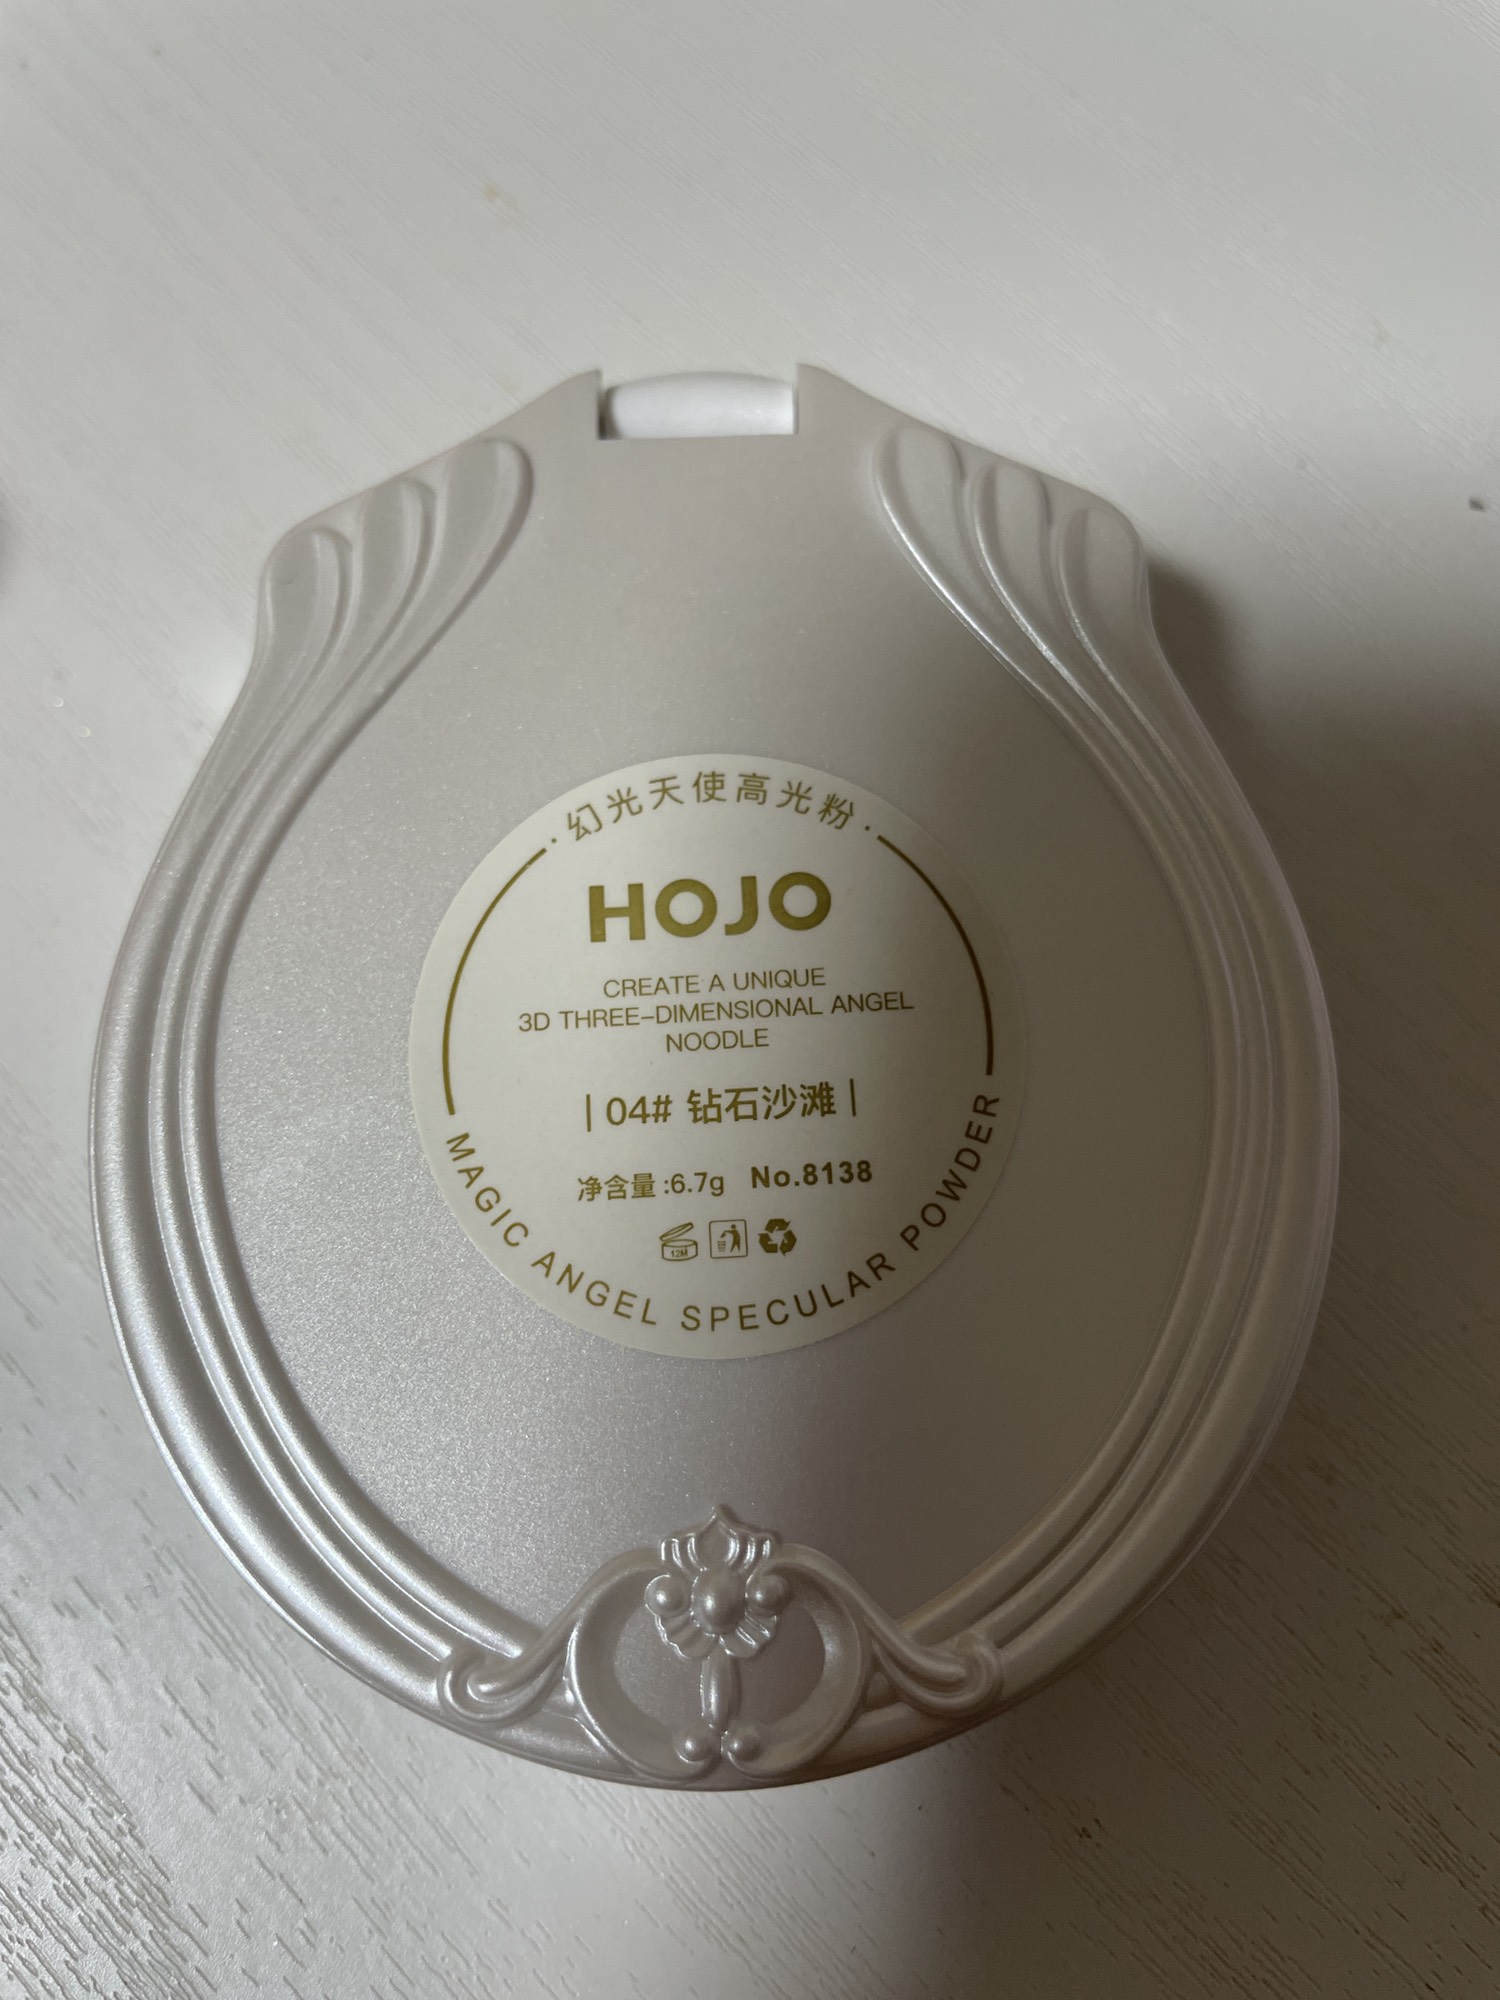 ·幻光天使高光粉·
HOJO
CREATE A UNIQUE
3D THREE-DIMENSIONAL ANGEL
NOODLE
| 04# 钻石沙滩 |
净含量:6.7g No.8138
12M
MAGIC ANGEL SPECULAR POWDER